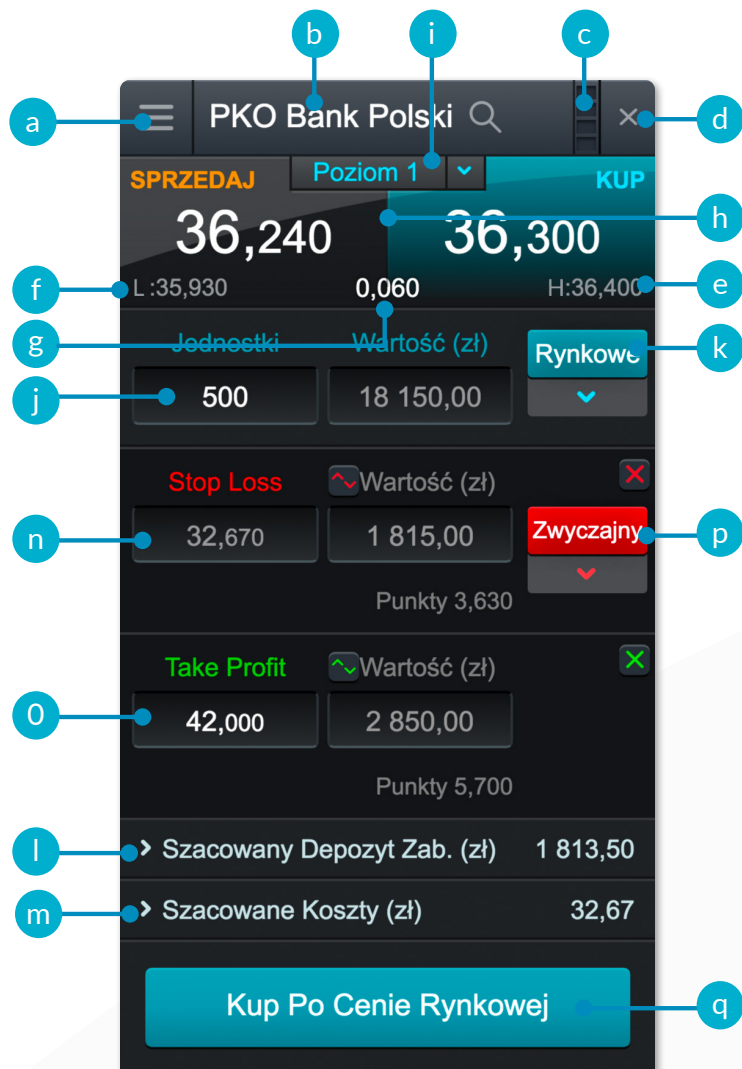 b i c
a PKO Bank Polski × d
SPRZEDAJ Poziom 1 KUP
36,240 36,300 h
f L :35,930 0,060 H:36,400 e
g Jednostki Wartość (zł) Rynkowe k
j 500 18 150,00
Stop Loss Wartość (zł)
n 32,670 1 815,00 Zwyczajny p
Punkty 3,630
Take Profit Wartość (zł)
0 42,000 2 850,00
Punkty 5,700
l Szacowany Depozyt Zab. (zł) 1 813,50
m Szacowane Koszty (zł) 32,67
Kup Po Cenie Rynkowej q